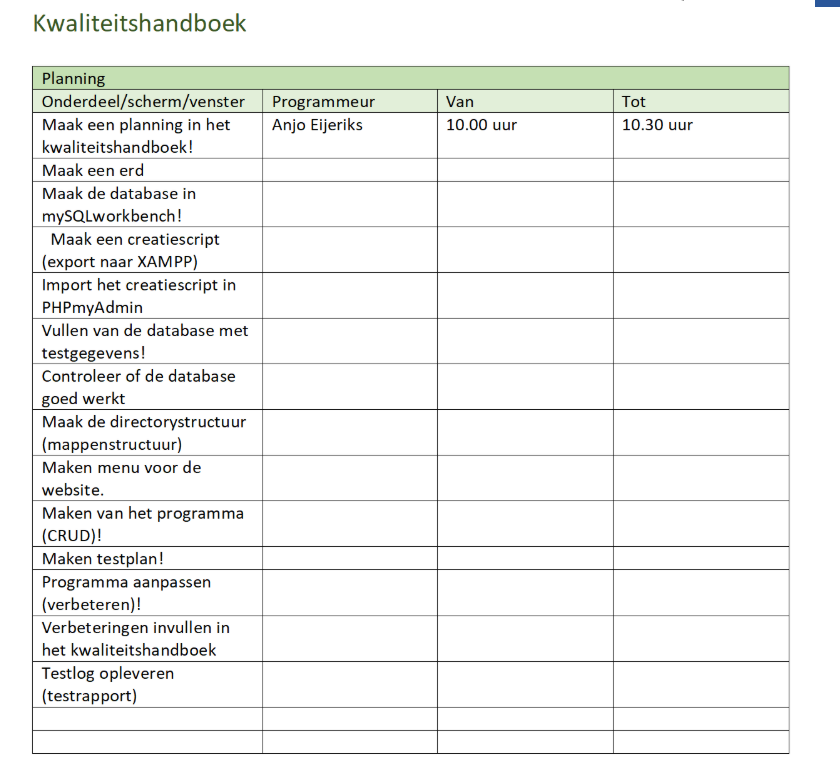 Kwaliteitshandboek
Planning
Onderdeel/scherm/venster Programmeur Van Tot
Maak een planning in het Anjo Eijeriks 10.00 uur 10.30 uur
kwaliteitshandboek!
Maak een erd
Maak de database in
mySQLworkbench!
Maak een creatiescript
(export naar XAMPP)
Import het creatiescript in
PHPmyAdmin
Vullen van de database met
testgegevens!
Controleer of de database
goed werkt
Maak de directorystructuur
(mappenstructuur)
Maken menu voor de
website.
Maken van het programma
(CRUD)!
Maken testplan!
Programma aanpassen
(verbeteren)!
Verbeteringen invullen in
het kwaliteitshandboek
Testlog opleveren
(testrapport)